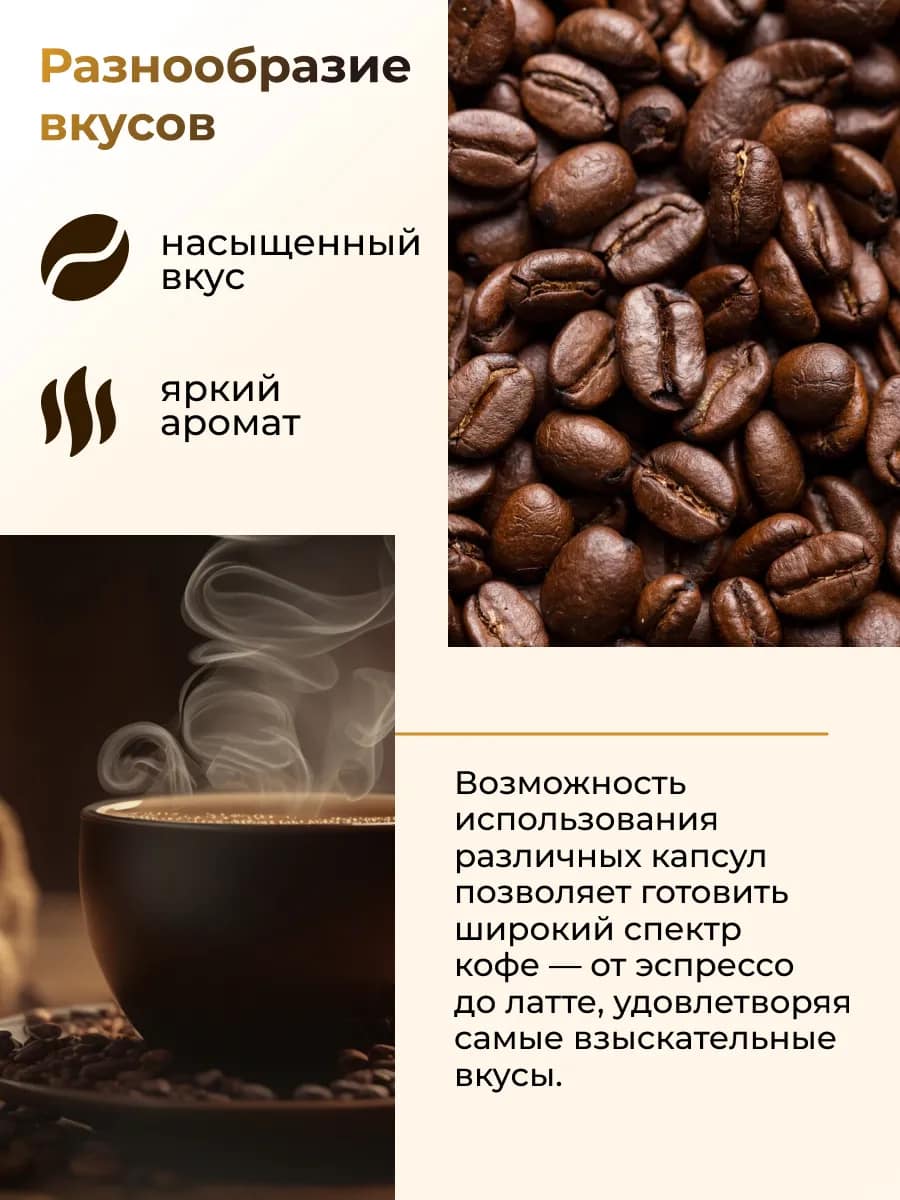 Разнообразие
вкусов
насыщенный
вкус
яркий
аромат
Возможность
использования
различных капсул
позволяет готовить
широкий спектр
кофе — от эспрессо
до латте, удовлетворяя
самые взыскательные
вкусы.